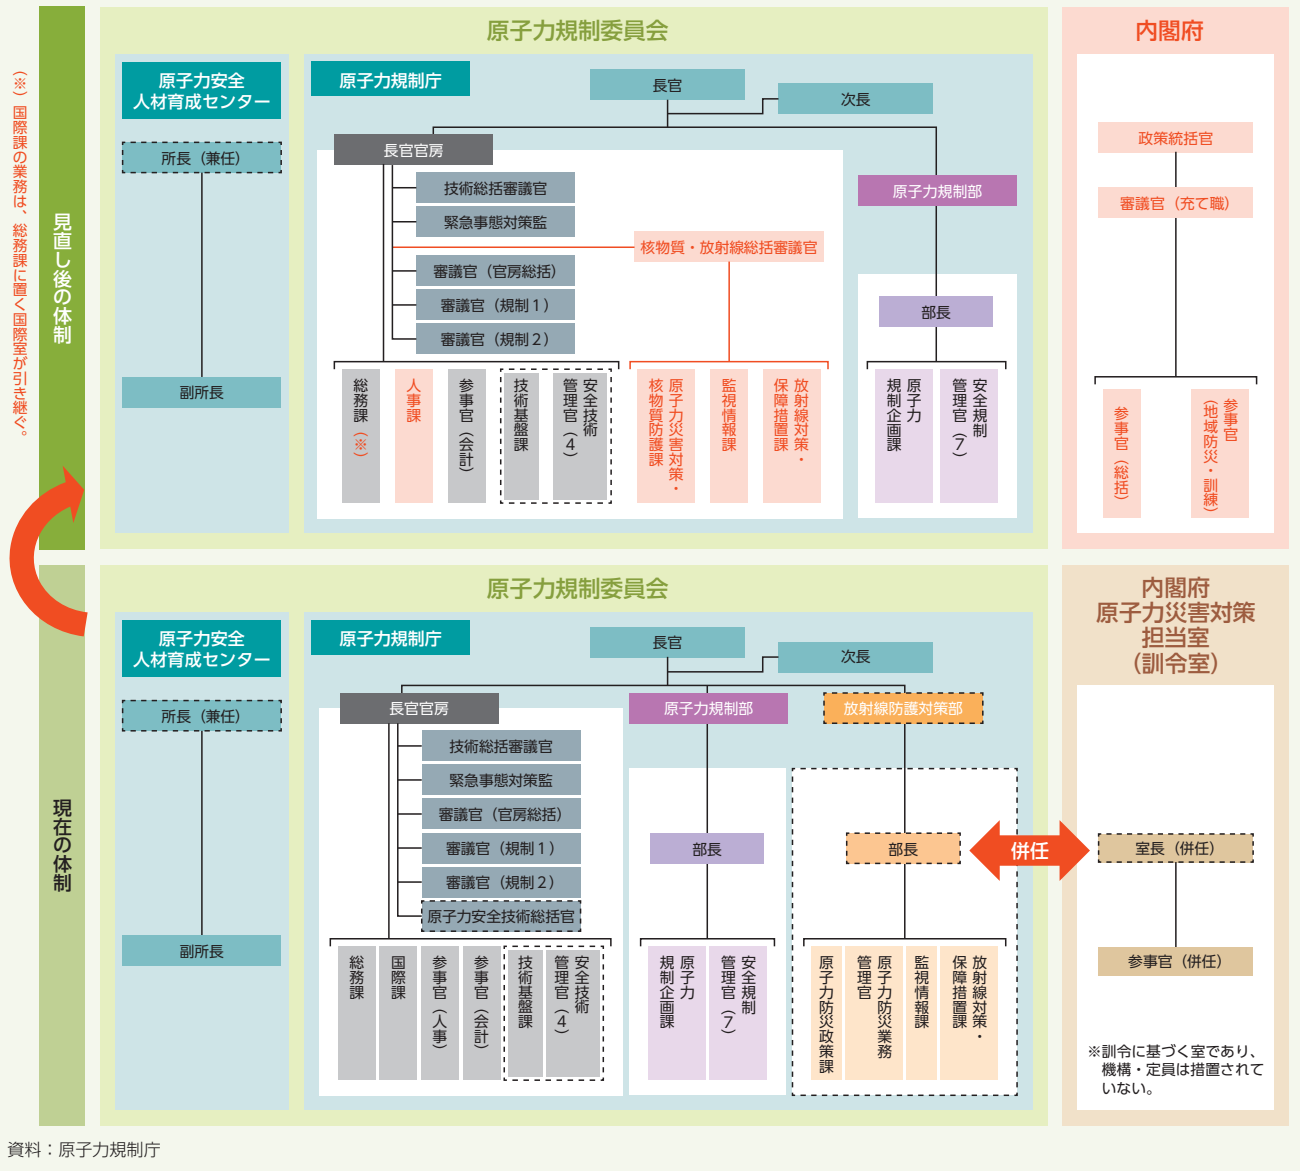 （※）国際課の業務は、総務課に置く国際室が引き継ぐ。
見直し後の体制
原子力規制委員会
原子力安全
人材育成センター
所長（兼任）
副所長
原子力規制庁
長官
次長
長官官房
技術総括審議官
緊急事態対策監
核物質・放射線総括審議官
審議官（官房総括）
審議官（規制１）
審議官（規制２）
総務課（※）
人事課
参事官（会計）
技術基盤課
安全技術
管理官（4）
原子力災害対策・
核物質防護課
監視情報課
放射線対策・
保障措置課
原子力規制部
部長
原子力
規制企画課
安全規制
管理官（7）
内閣府
政策統括官
審議官（充て職）
参事官（総括）
参事官
（地域防災・訓練）
現在の体制
原子力規制委員会
原子力安全
人材育成センター
所長（兼任）
副所長
原子力規制庁
長官
次長
長官官房
技術総括審議官
緊急事態対策監
審議官（官房総括）
審議官（規制１）
審議官（規制２）
原子力安全技術総括官
総務課
国際課
参事官（人事）
参事官（会計）
技術基盤課
安全技術
管理官（4）
原子力規制部
部長
原子力
規制企画課
安全規制
管理官（7）
放射線防護対策部
部長
原子力防災政策課
原子力防災業務
管理官
監視情報課
放射線対策・
保障措置課
併任
内閣府
原子力災害対策
担当室
（訓令室）
室長（併任）
参事官（併任）
※訓令に基づく室であり、
機構・定員は措置されて
いない。
資料：原子力規制庁